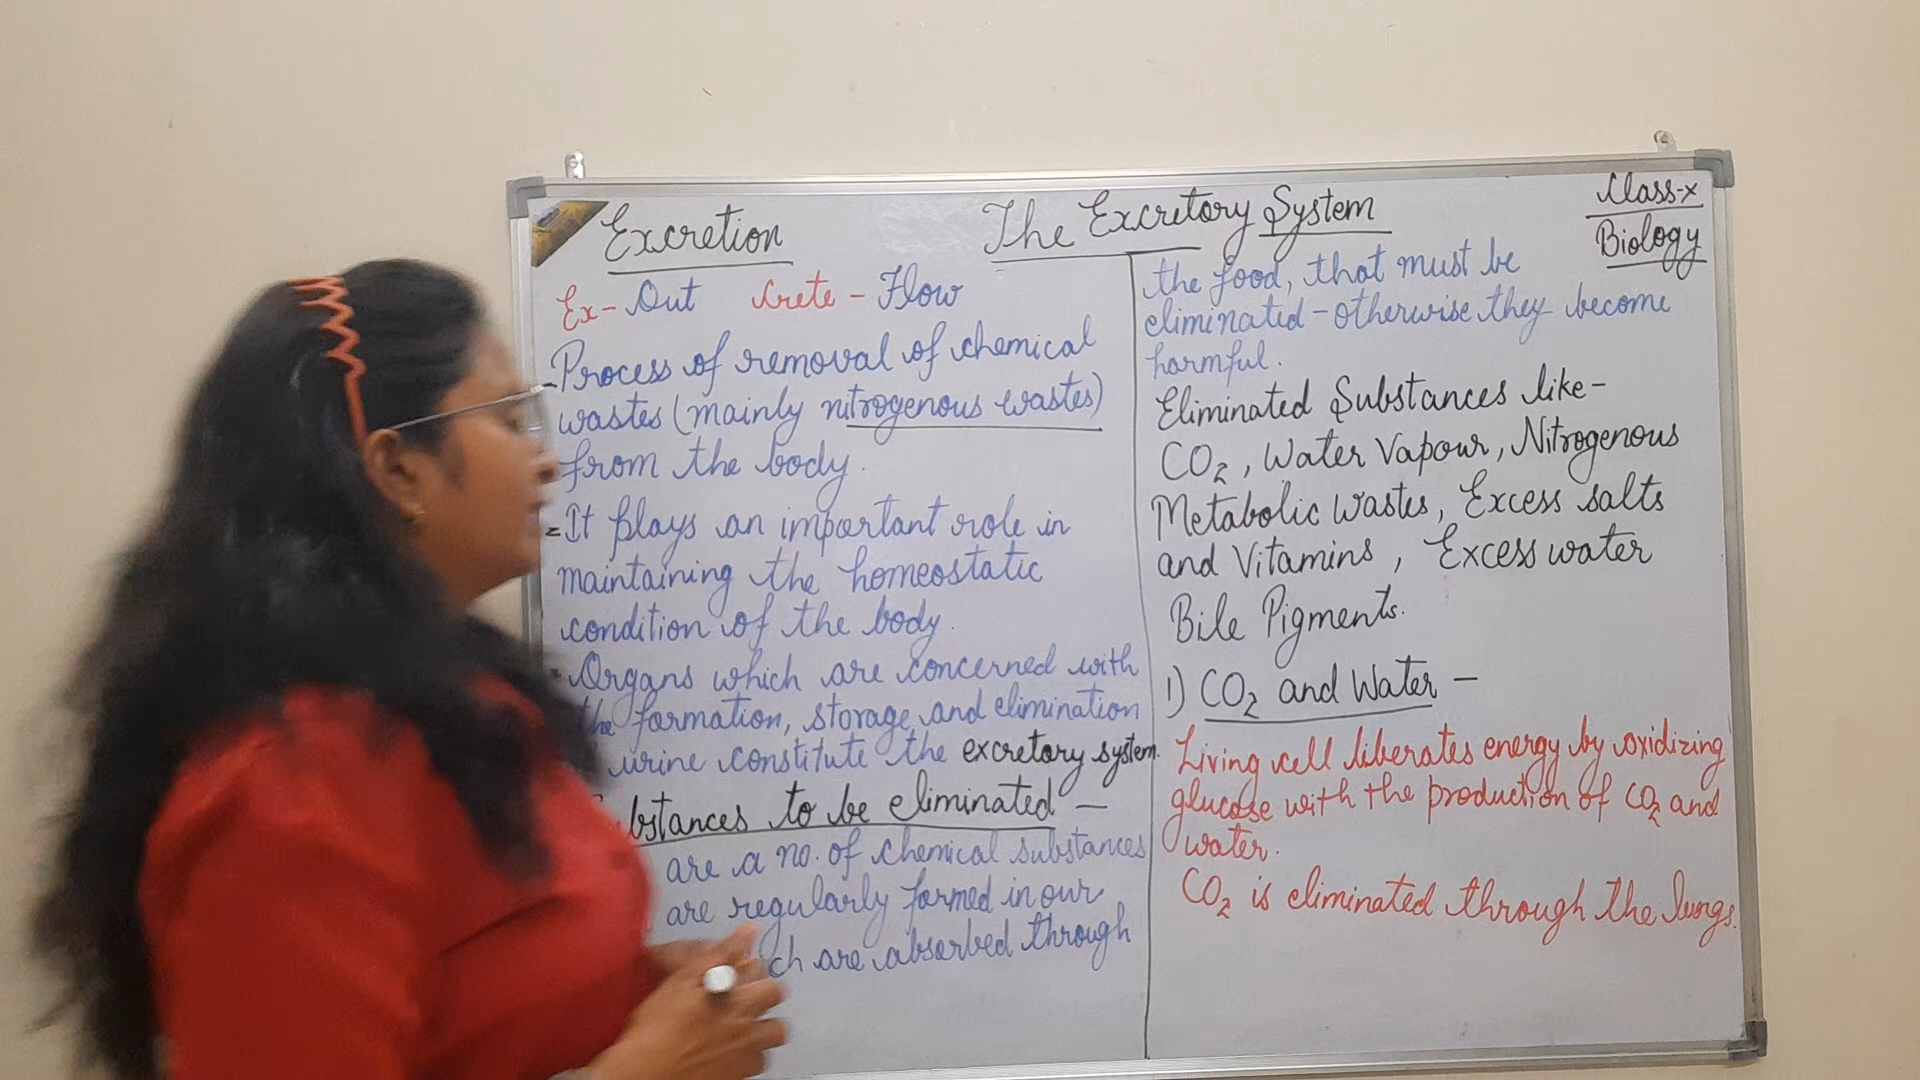 The Excretory System
Class-x
Biology
Excretion
Ex- Out Crete - Flow
Process of removal of chemical
wastes (mainly nitrogenous wastes)
from the body.
It plays an important role in
maintaining the homeostatic
condition of the body.
Organs which are concerned with
the formation, storage and elimination
urine constitute the excretory system.
bstances to be eliminated -
are a no. of chemical substances
are regularly formed in our
ch are absorbed through
the food, that must be
eliminated - otherwise they become
harmful.
Eliminated Substances like -
CO₂, Water Vapour, Nitrogenous
Metabolic Wastes, Excess salts
and Vitamins, Excess water
Bile Pigments.
1) CO₂ and Water -
Living cell liberates energy by oxidizing
glucose with the production of CO₂ and
water.
CO₂ is eliminated through the lungs.